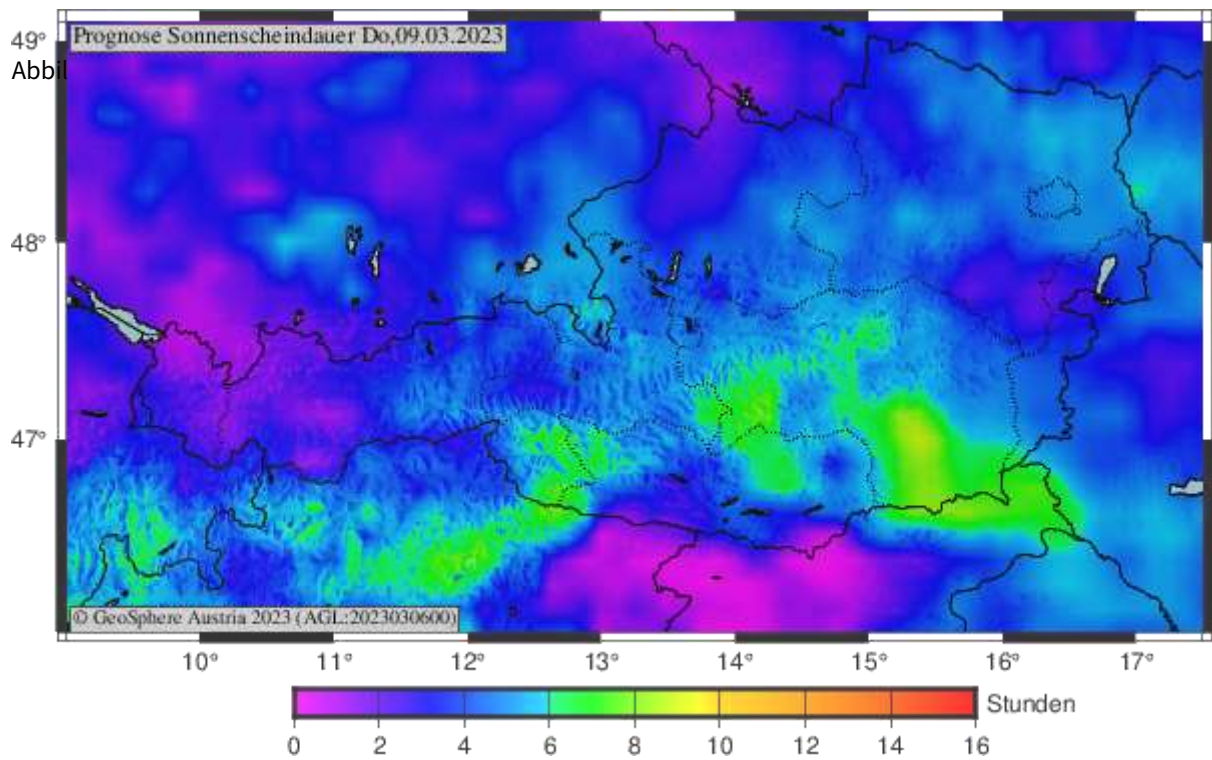 49°
Prognose Sonnenscheindauer Do,09.03.2023
Abbil
48°
47°
© GeoSphere Austria 2023 (AGL:2023030600)
10° 11° 12° 13° 14° 15° 16° 17°
Stunden
0 2 4 6 8 10 12 14 16